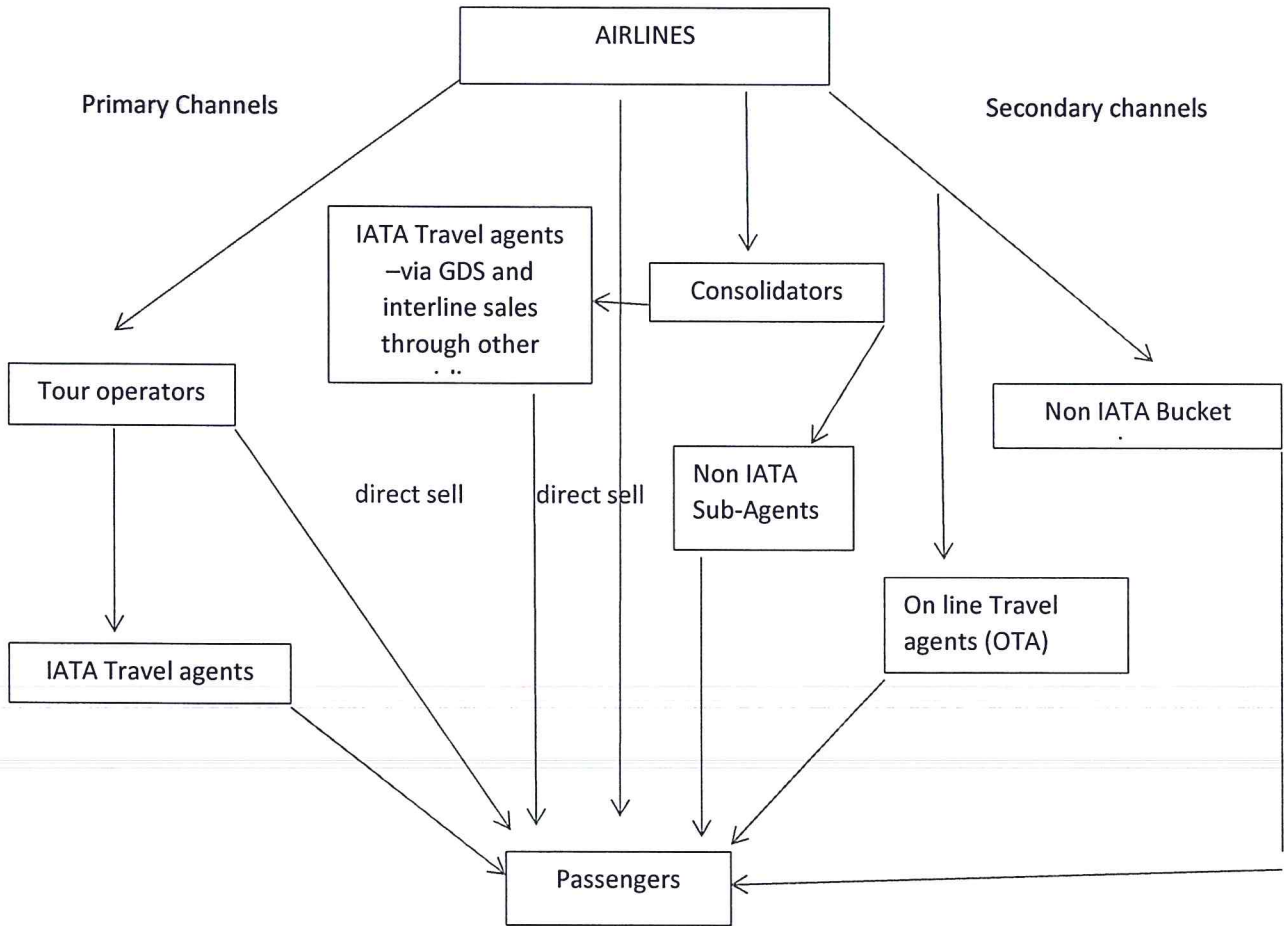 AIRLINES
Primary Channels
Secondary channels
IATA Travel agents
–via GDS and
interline sales
through other
Consolidators
Tour operators
Non IATA Bucket
direct sell
direct sell
Non IATA
Sub-Agents
On line Travel
agents (OTA)
IATA Travel agents
Passengers